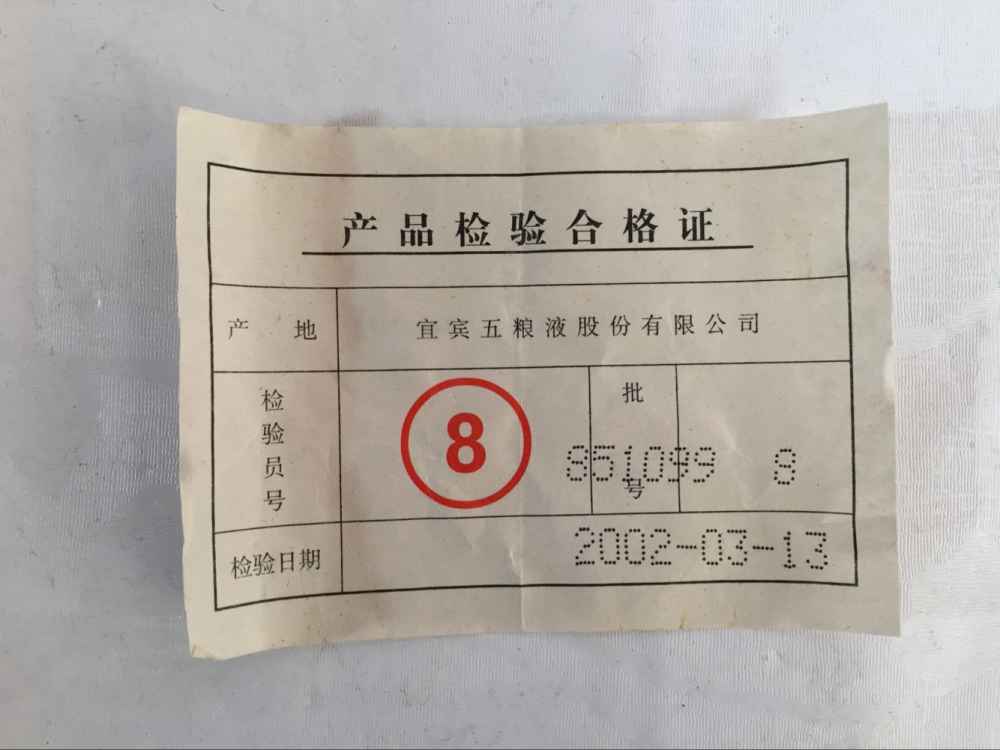 产品检验合格证
产 地 宜宾五粮液股份有限公司
检验员号 8 批号 851099 8
检验日期 2002-03-13